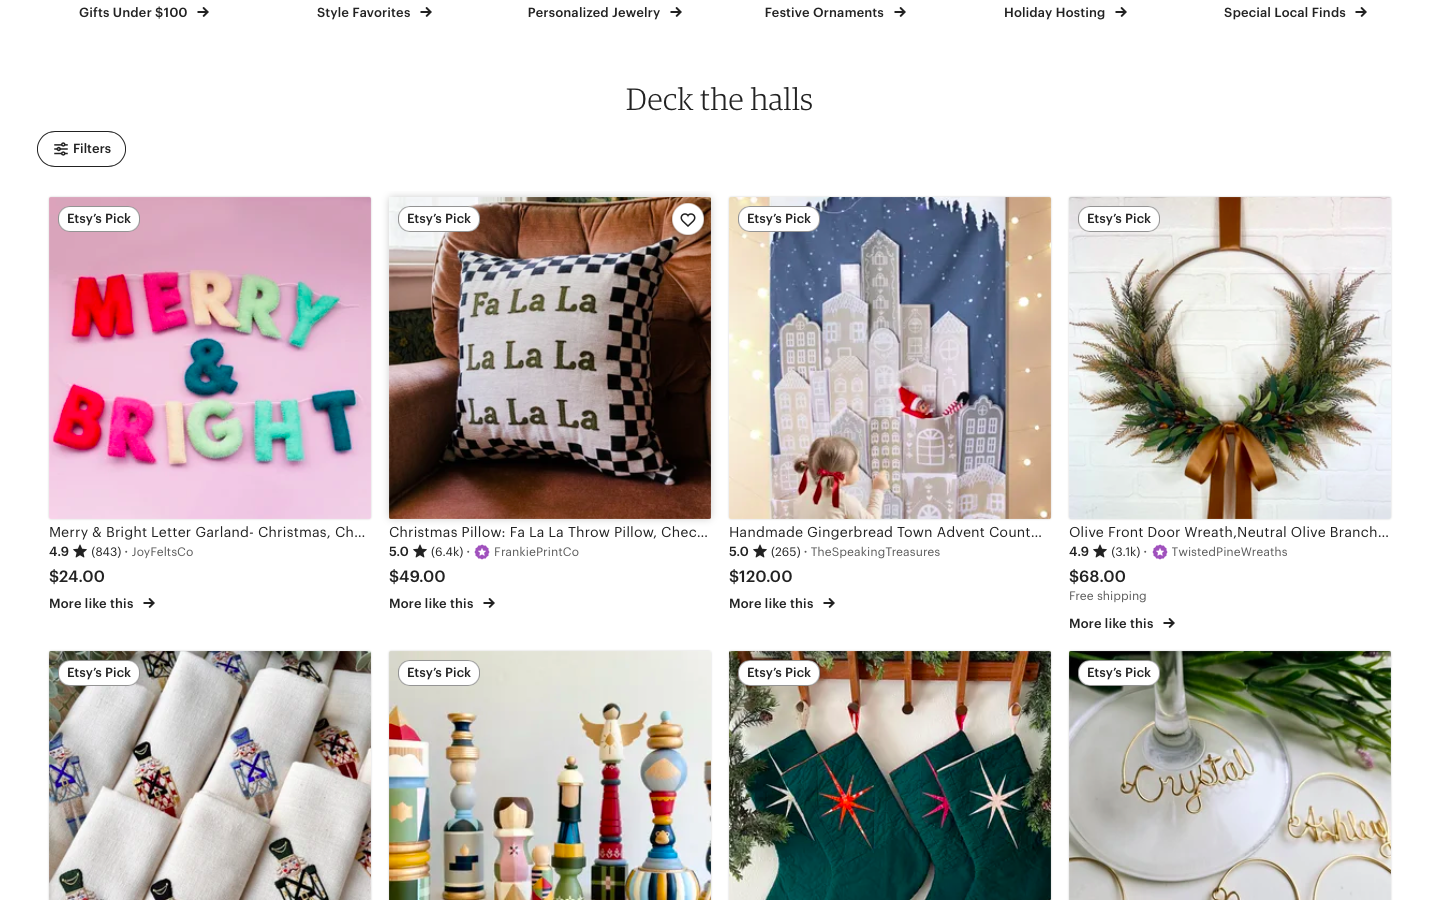 Gifts Under $100
Style Favorites
Personalized Jewelry
Festive Ornaments
Holiday Hosting
Special Local Finds
Deck the halls
Filters
Etsy's Pick
MERRY
&
BRIGHT
Merry & Bright Letter Garland- Christmas, Ch...
4.9 ★ (843) · JoyFeltsCo
$24.00
More like this
Etsy's Pick
Fa La La
La La La
La La La
Christmas Pillow: Fa La La Throw Pillow, Chec...
5.0 ★ (6.4k) · FrankiePrintCo
$49.00
More like this
Etsy's Pick
Handmade Gingerbread Town Advent Count...
5.0 ★ (265) · TheSpeakingTreasures
$120.00
More like this
Etsy's Pick
Olive Front Door Wreath,Neutral Olive Branch...
4.9 ★ (3.1k) · TwistedPineWreaths
$68.00
Free shipping
More like this
Etsy's Pick
Etsy's Pick
Etsy's Pick
Etsy's Pick
Crystal
Ashley